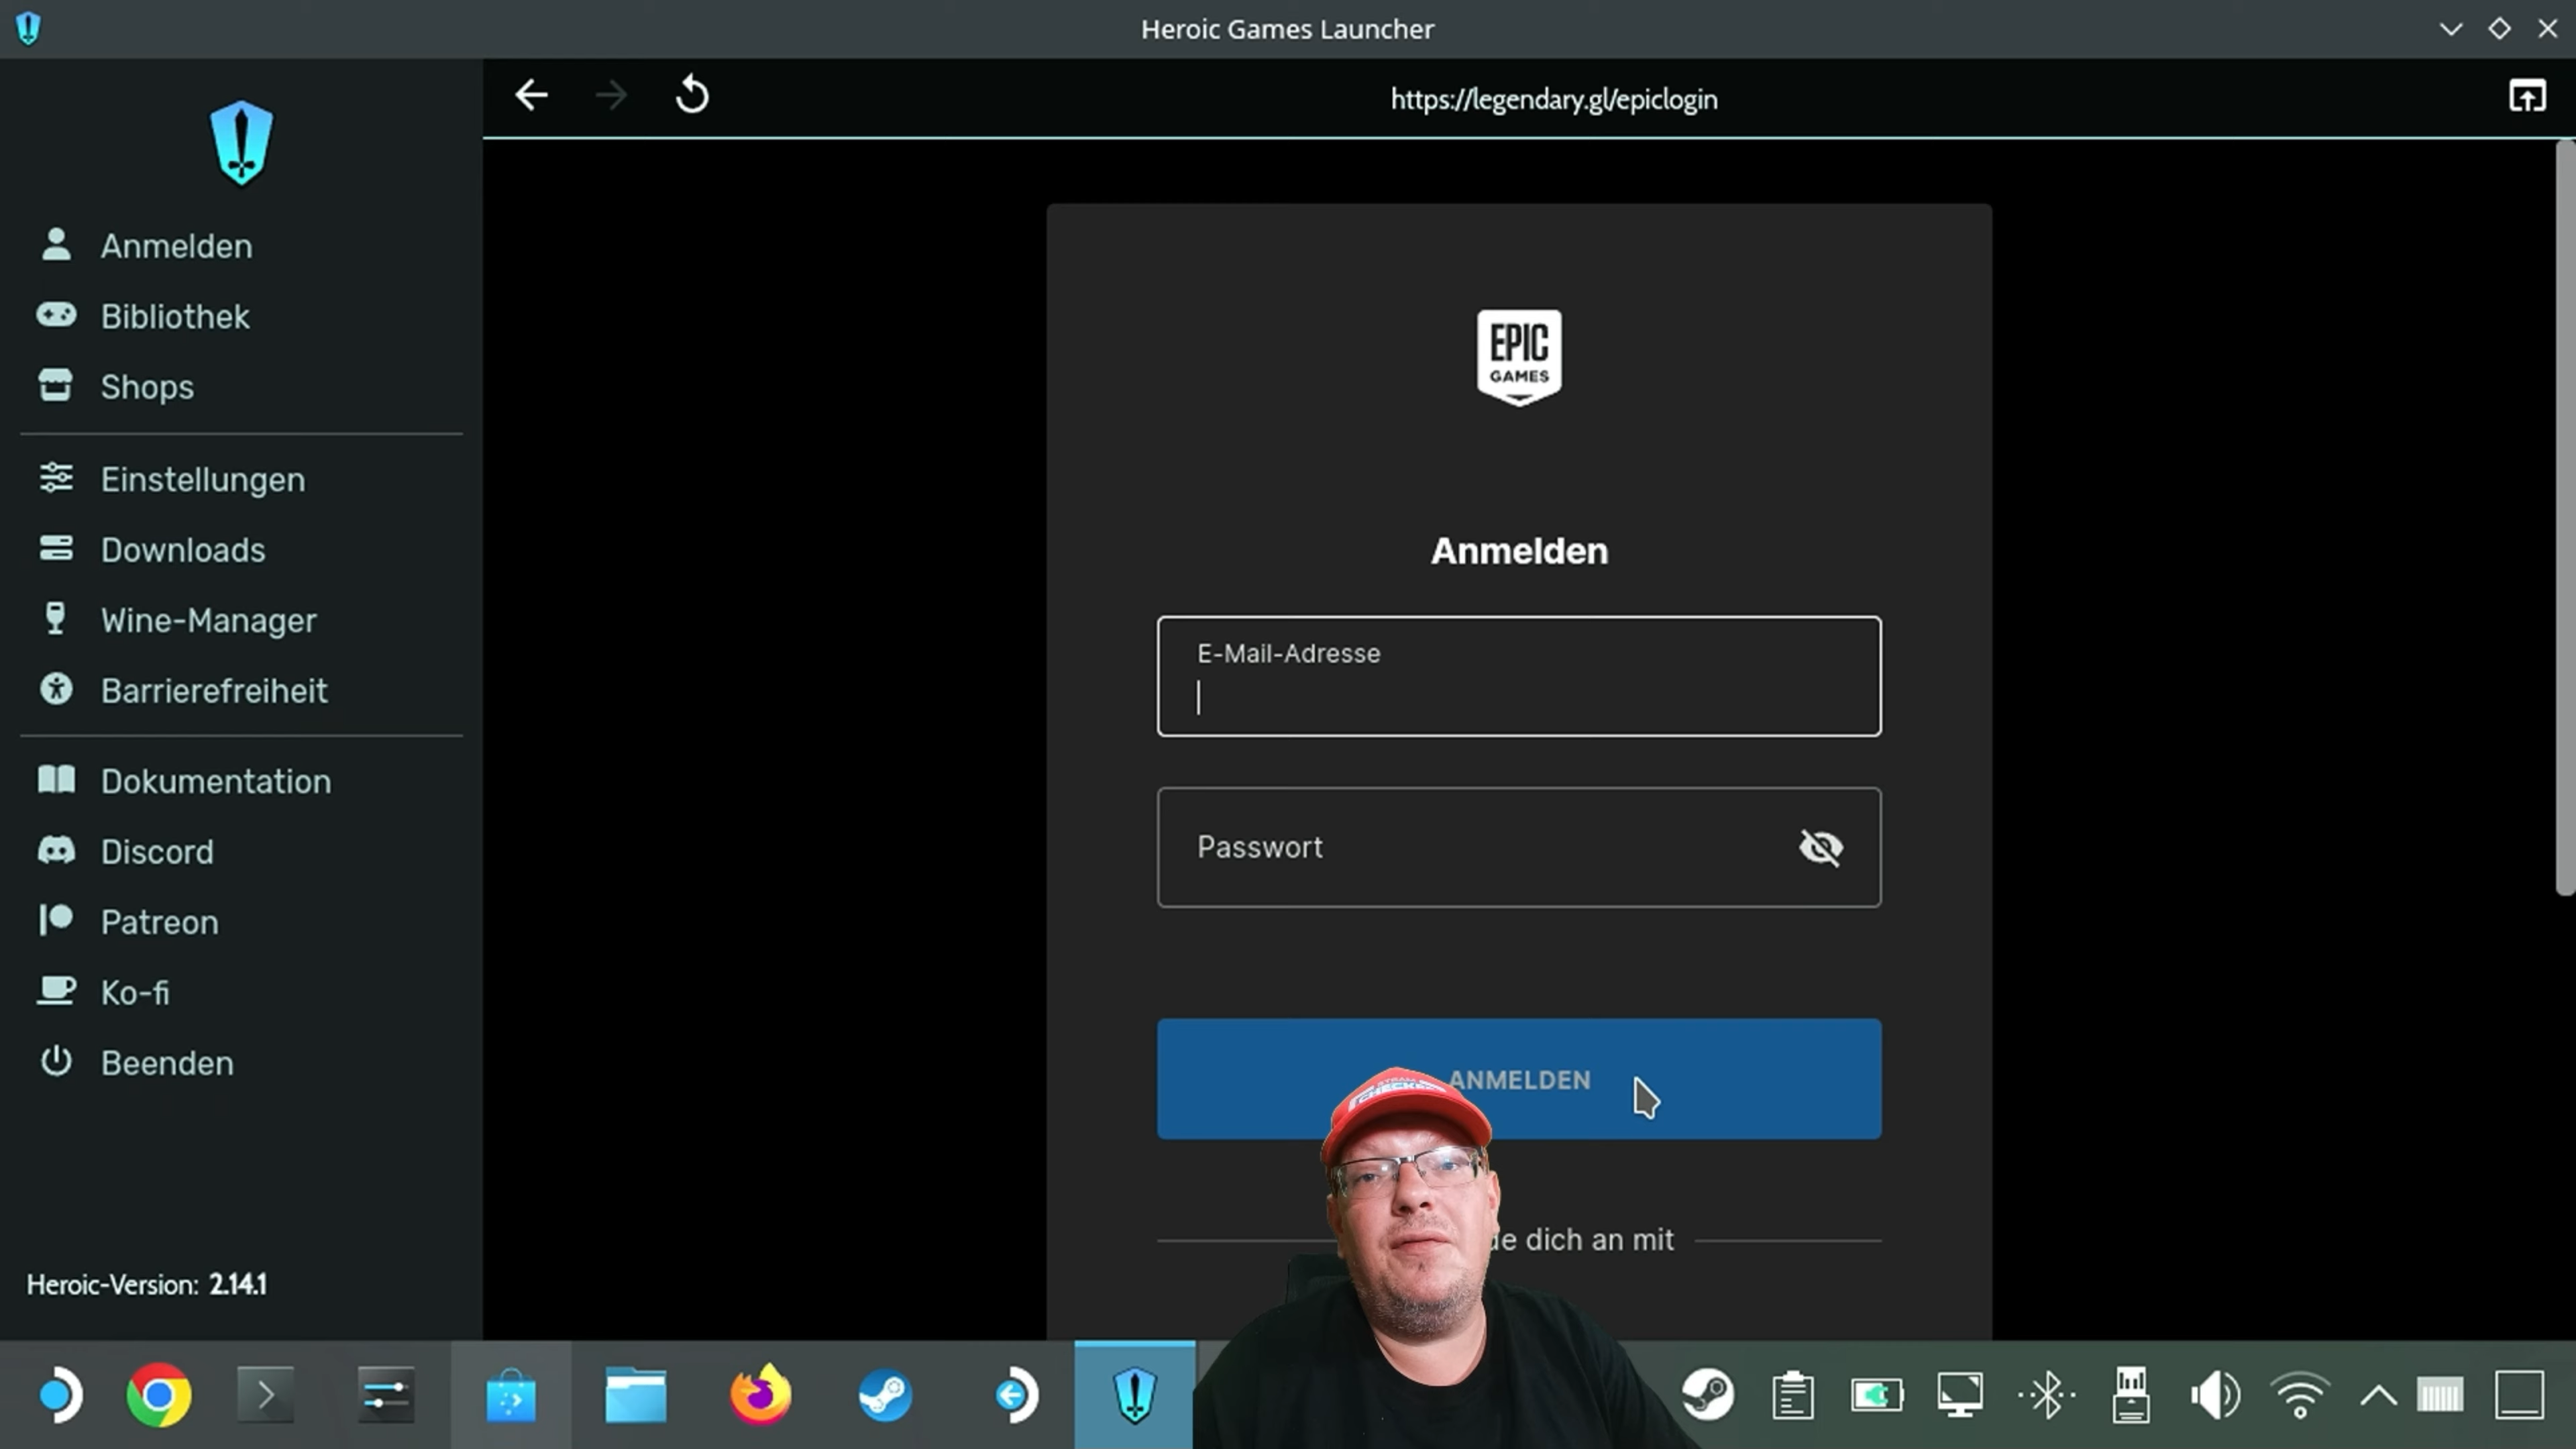 Heroic Games Launcher
https://legendary.gl/epiclogin
Anmelden
Bibliothek
Shops
Einstellungen
Downloads
Wine-Manager
Barrierefreiheit
Dokumentation
Discord
Patreon
Ko-fi
Beenden
Heroic-Version: 2.14.1
EPIC
GAMES
Anmelden
E-Mail-Adresse
Passwort
ANMELDEN
de dich an mit